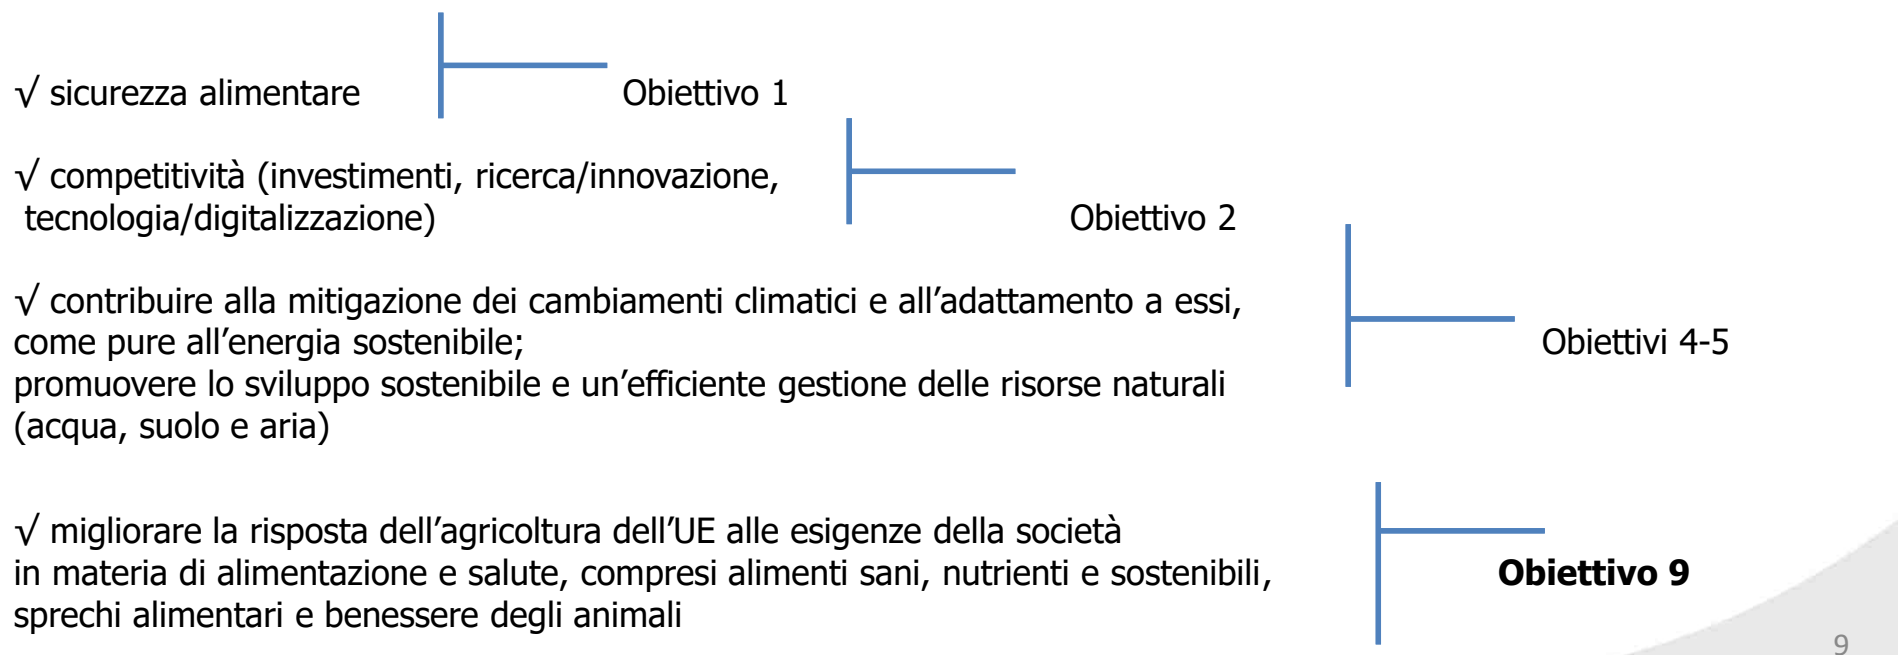 √ sicurezza alimentare Obiettivo 1
√ competitività (investimenti, ricerca/innovazione,
tecnologia/digitalizzazione) Obiettivo 2
√ contribuire alla mitigazione dei cambiamenti climatici e all’adattamento a essi,
come pure all’energia sostenibile; Obiettivi 4-5
promuovere lo sviluppo sostenibile e un’efficiente gestione delle risorse naturali
(acqua, suolo e aria)
√ migliorare la risposta dell’agricoltura dell’UE alle esigenze della società
in materia di alimentazione e salute, compresi alimenti sani, nutrienti e sostenibili, Obiettivo 9
sprechi alimentari e benessere degli animali
9